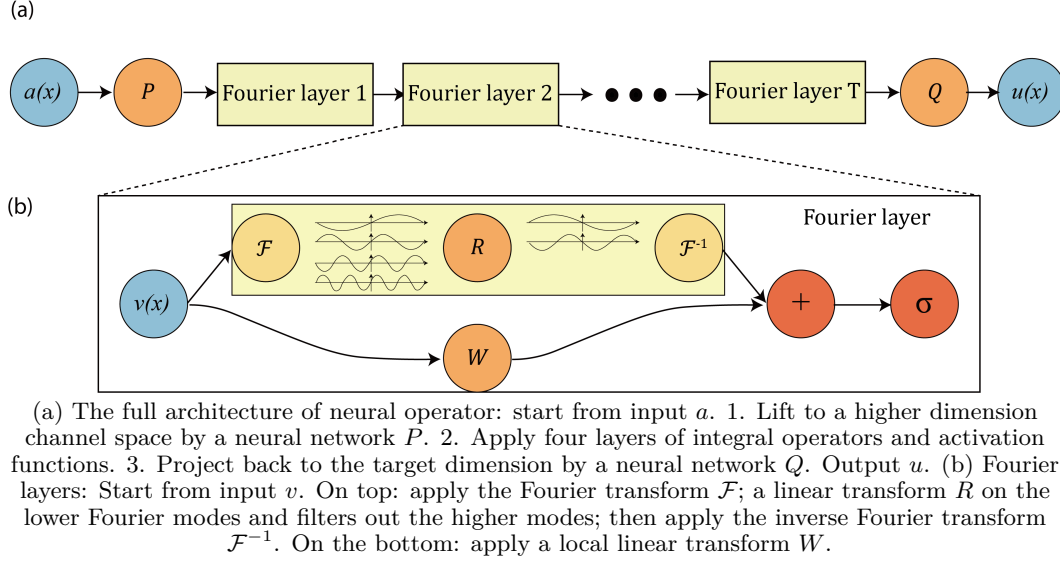 (a)
a(x) P Fourier layer 1 Fourier layer 2 Fourier layer T Q u(x)
(b)
Fourier layer
ℱ R ℱ⁻¹
v(x) + σ
W
(a) The full architecture of neural operator: start from input a. 1. Lift to a higher dimension
channel space by a neural network P. 2. Apply four layers of integral operators and activation
functions. 3. Project back to the target dimension by a neural network Q. Output u. (b) Fourier
layers: Start from input v. On top: apply the Fourier transform ℱ; a linear transform R on the
lower Fourier modes and filters out the higher modes; then apply the inverse Fourier transform
ℱ⁻¹. On the bottom: apply a local linear transform W.